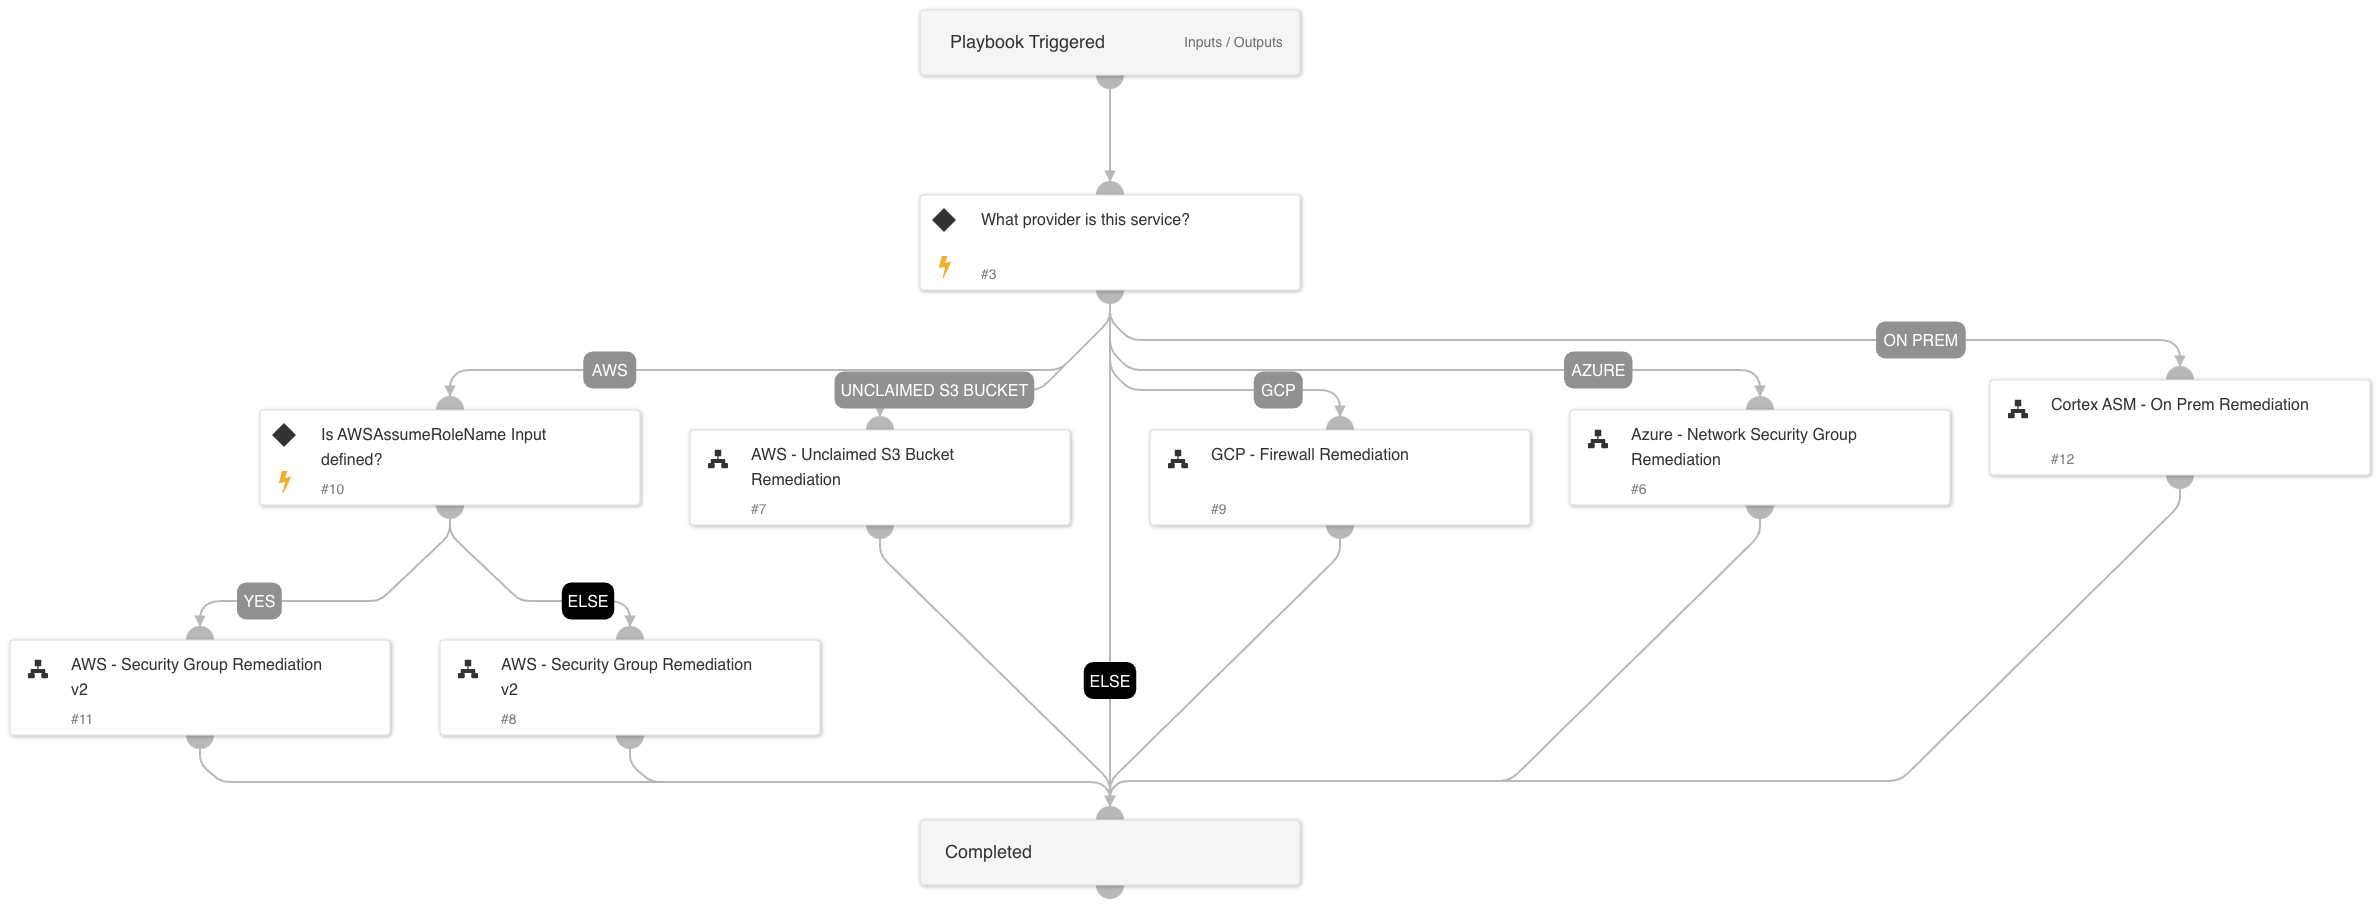 Playbook Triggered
Inputs / Outputs
What provider is this service?
#3
ON PREM
AWS
AZURE
UNCLAIMED S3 BUCKET
GCP
Cortex ASM - On Prem Remediation
#12
Is AWSAssumeRoleName Input
defined?
#10
AWS - Unclaimed S3 Bucket
Remediation
#7
GCP - Firewall Remediation
#9
Azure - Network Security Group
Remediation
#6
YES
ELSE
AWS - Security Group Remediation
v2
#11
AWS - Security Group Remediation
v2
#8
ELSE
Completed